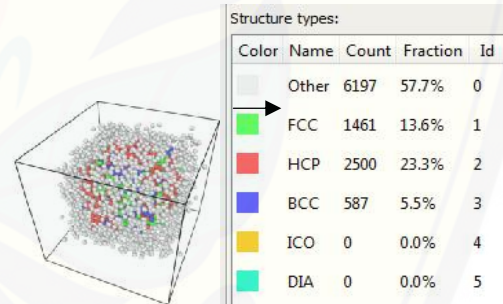 Structure types:
Color Name Count Fraction Id
Other 6197 57.7% 0
FCC 1461 13.6% 1
HCP 2500 23.3% 2
BCC 587 5.5% 3
ICO 0 0.0% 4
DIA 0 0.0% 5